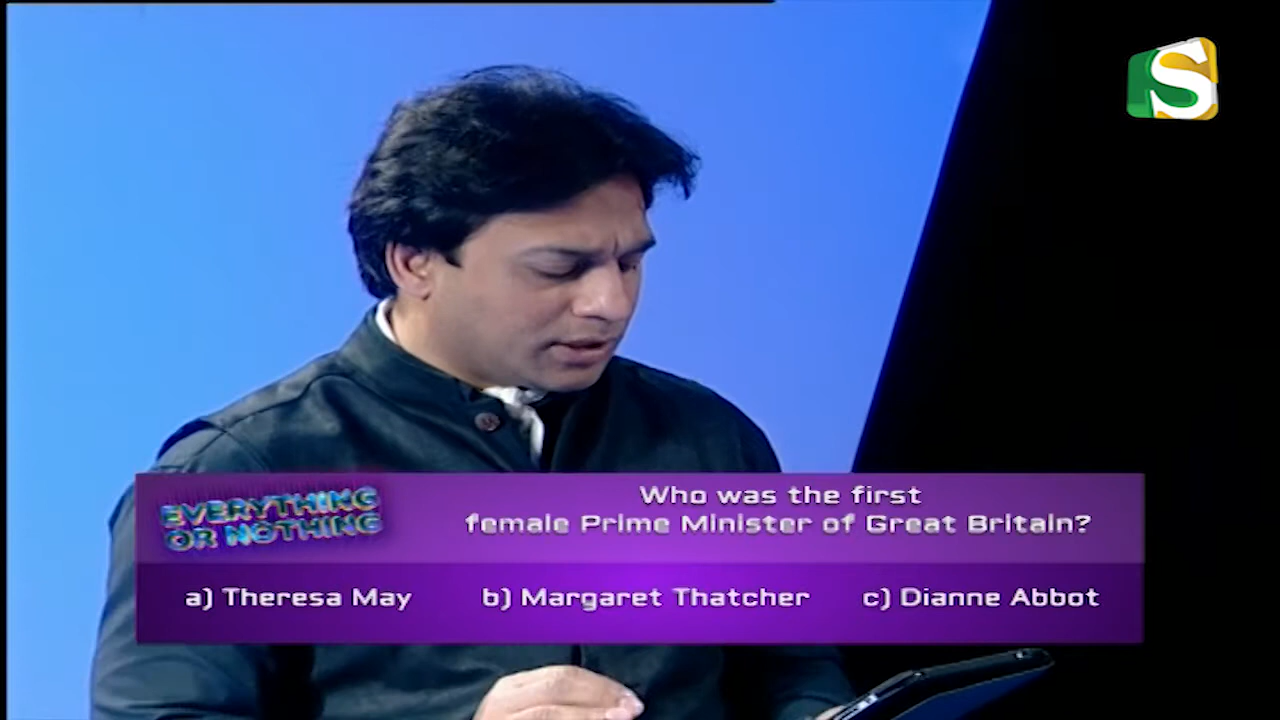 S
EVERYTHING
OR NOTHING
Who was the first
female Prime Minister of Great Britain?
a) Theresa May b) Margaret Thatcher c) Dianne Abbot